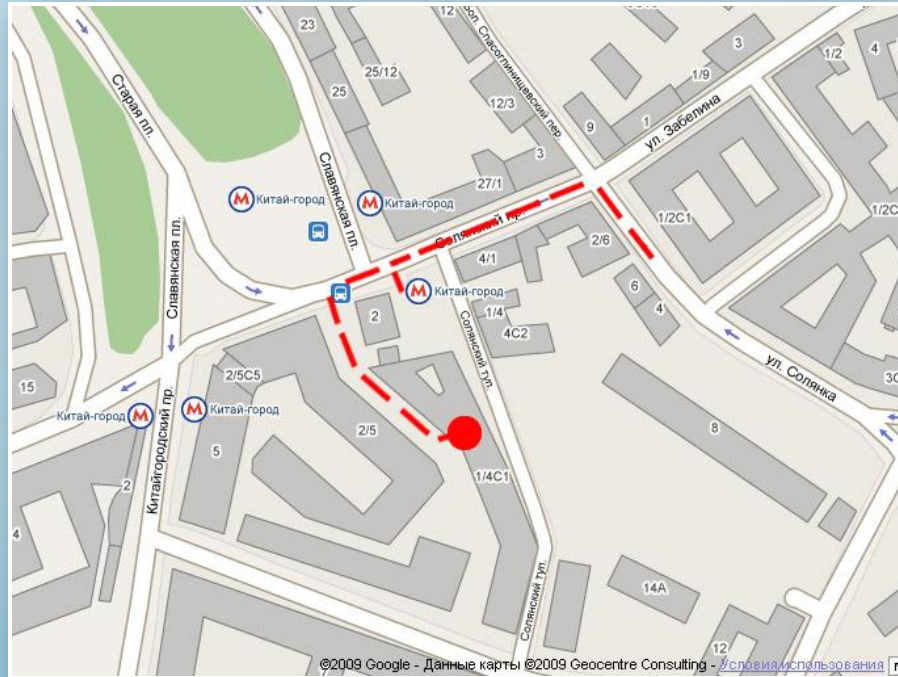 23
25/12
25
12/3
Бол. Спасоглинищевский пер.
3
1/2
4
1/9
1
9
ул. Забелина
3
27/1
Старая пл.
Славянская пл.
Китай-город
Китай-город
Солянский пр.
1/2С1
1/2С
2/6
4/1
6
4
Китай-город
2
1/4
4С2
Солянский туп.
ул. Солянка
3С
Славянская пл.
15
2/5С5
Китай-город
Китай-город
2/5
5
8
1/4С1
2
4
Китайгородский пр.
Солянский туп.
14А
12
Солянский туп.
©2009 Google - Данные карты ©2009 Geocentre Consulting - Условия использования